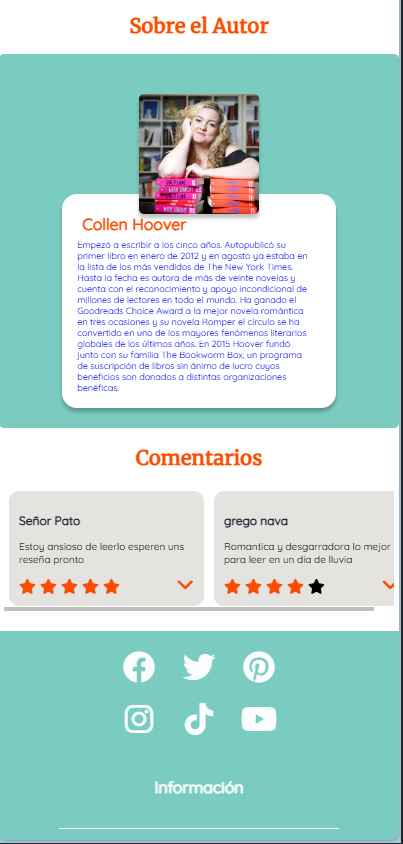 Sobre el Autor
Collen Hoover
Empezó a escribir a los cinco años. Autopublicó su
primer libro en enero de 2012 y en agosto ya estaba en
la lista de los más vendidos de The New York Times.
Hasta la fecha es autora de más de veinte novelas y
cuenta con el reconocimiento y apoyo incondicional de
millones de lectores en todo el mundo. Ha ganado el
Goodreads Choice Award a la mejor novela romántica
en tres ocasiones y su novela Romper el círculo se ha
convertido en uno de los mayores fenómenos literarios
globales de los últimos años. En 2015 Hoover fundó
junto con su familia The Bookworm Box, un programa
de suscripción de libros sin ánimo de lucro cuyos
beneficios son donados a distintas organizaciones
benéficas.
Comentarios
Señor Pato
Estoy ansioso de leerlo esperen uns
reseña pronto
grego nava
Romantica y desgarradora lo mejor
para leer en un dia de lluvia
Información